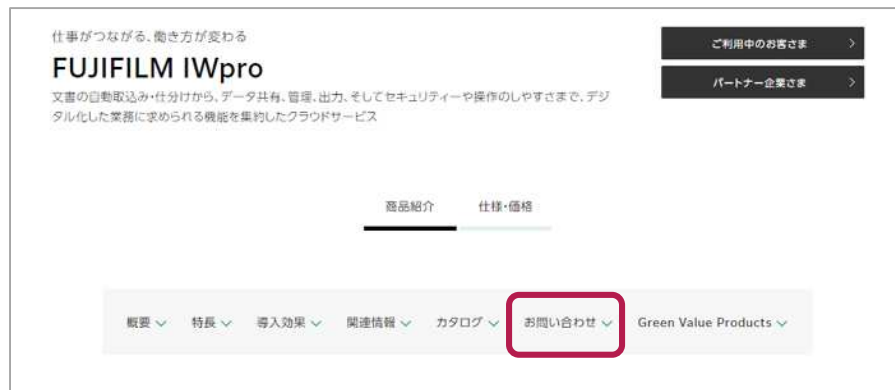 仕事がつながる、働き方が変わる
FUJIFILM IWpro
文書の自動取込み・仕分けから、データ共有、管理、出力、そしてセキュリティーや操作のしやすさまで、デジ
タル化した業務に求められる機能を集約したクラウドサービス
ご利用中のお客さま
パートナー企業さま
商品紹介 仕様・価格
概要 特長 導入効果 関連情報 カタログ お問い合わせ Green Value Products